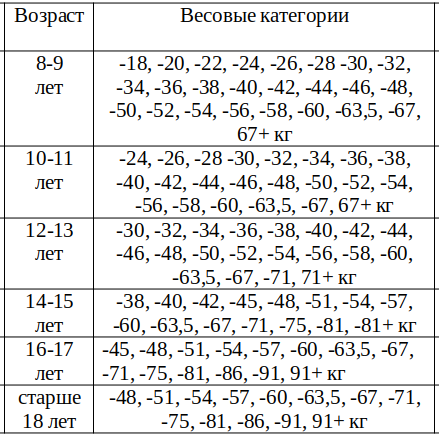 Возраст Весовые категории
8-9 -18, -20, -22, -24, -26, -28 -30, -32,
лет -34, -36, -38, -40, -42, -44, -46, -48,
-50, -52, -54, -56, -58, -60, -63,5, -67,
67+ кг
10-11 -24, -26, -28 -30, -32, -34, -36, -38,
лет -40, -42, -44, -46, -48, -50, -52, -54,
-56, -58, -60, -63,5, -67, 67+ кг
12-13 -30, -32, -34, -36, -38, -40, -42, -44,
лет -46, -48, -50, -52, -54, -56, -58, -60,
-63,5, -67, -71, 71+ кг
14-15 -38, -40, -42, -45, -48, -51, -54, -57,
лет -60, -63,5, -67, -71, -75, -81, -81+ кг
16-17 -45, -48, -51, -54, -57, -60, -63,5, -67,
лет -71, -75, -81, -86, -91, 91+ кг
старше -48, -51, -54, -57, -60, -63,5, -67, -71,
18 лет -75, -81, -86, -91, 91+ кг